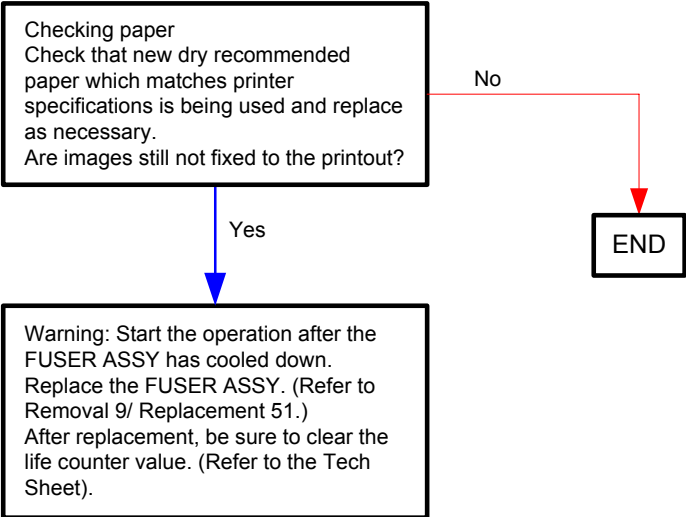 Checking paper
Check that new dry recommended
paper which matches printer
specifications is being used and replace
as necessary.
Are images still not fixed to the printout?
No
Yes
END
Warning: Start the operation after the
FUSER ASSY has cooled down.
Replace the FUSER ASSY. (Refer to
Removal 9/ Replacement 51.)
After replacement, be sure to clear the
life counter value. (Refer to the Tech
Sheet).